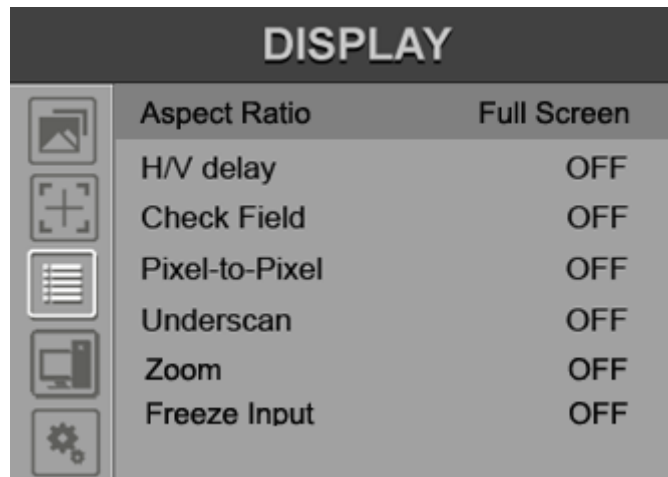 DISPLAY
Aspect Ratio Full Screen
H/V delay OFF
Check Field OFF
Pixel-to-Pixel OFF
Underscan OFF
Zoom OFF
Freeze Input OFF